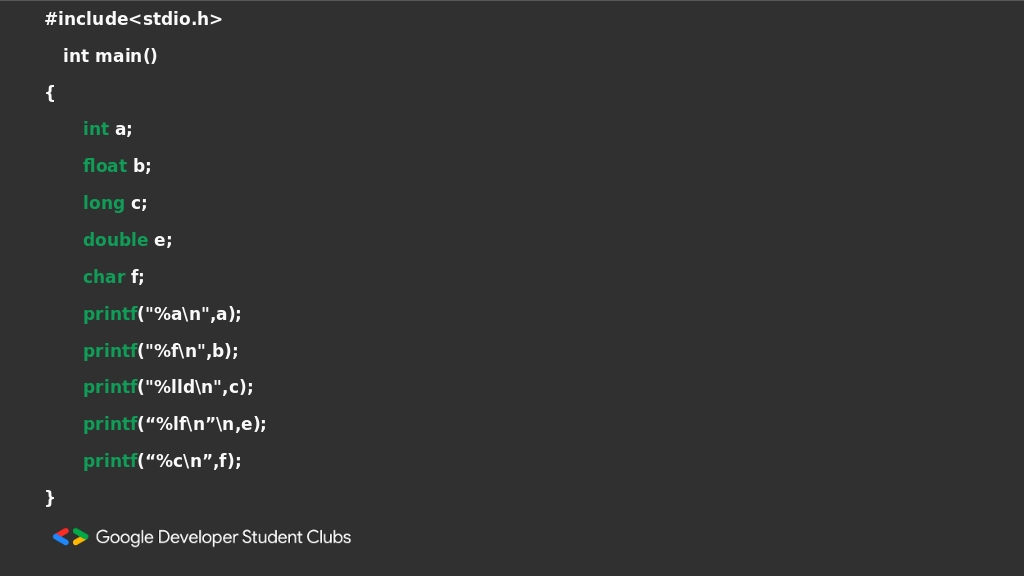 #include<stdio.h>
int main()
{
int a;
float b;
long c;
double e;
char f;
printf("%a\n",a);
printf("%f\n",b);
printf("%lld\n",c);
printf(“%lf\n”\n,e);
printf(“%c\n”,f);
}
Google Developer Student Clubs